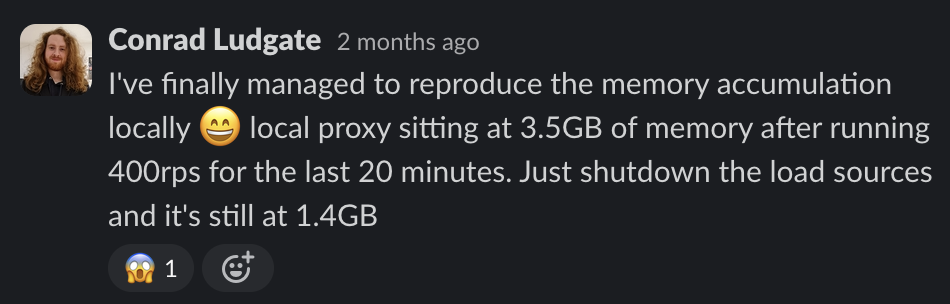 Conrad Ludgate 2 months ago
I've finally managed to reproduce the memory accumulation
locally 😄 local proxy sitting at 3.5GB of memory after running
400rps for the last 20 minutes. Just shutdown the load sources
and it's still at 1.4GB
😱 1